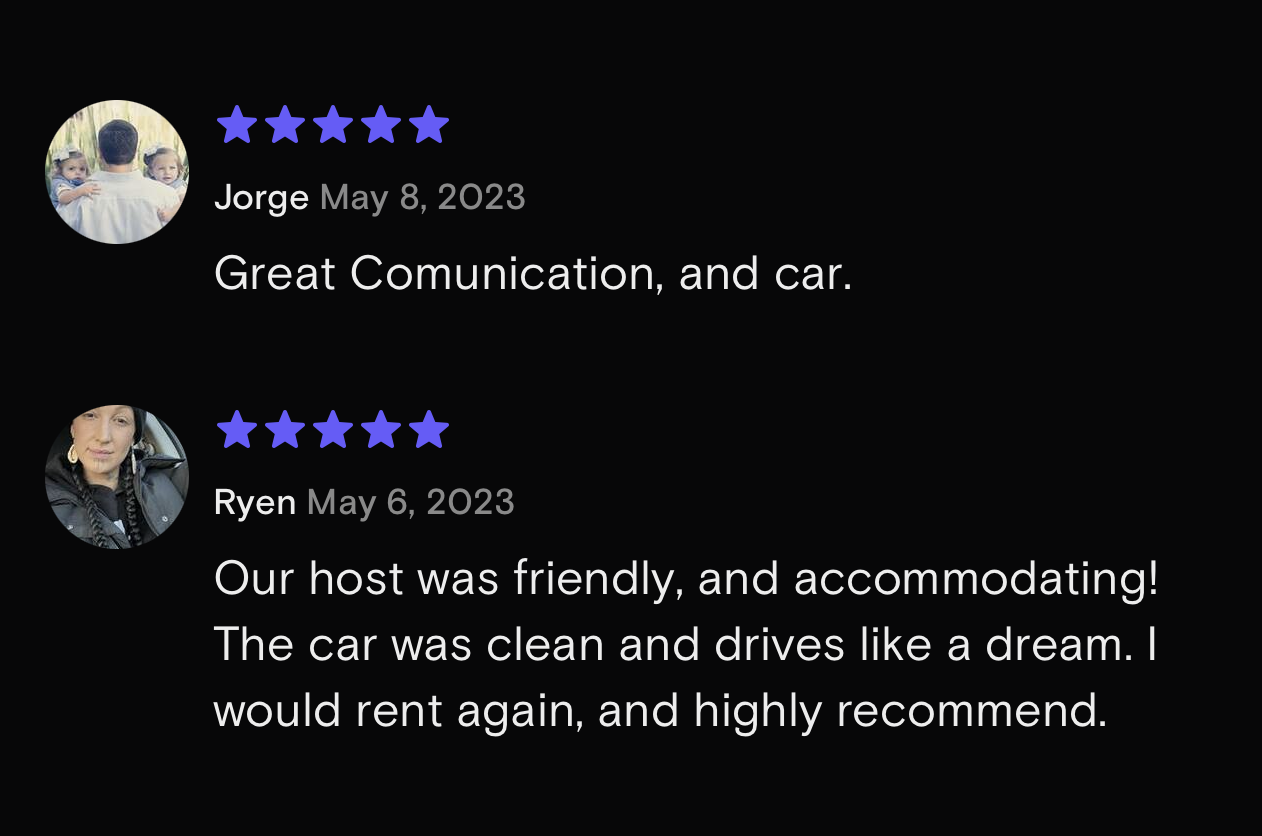 Jorge May 8, 2023
Great Comunication, and car.
Ryen May 6, 2023
Our host was friendly, and accommodating!
The car was clean and drives like a dream. I
would rent again, and highly recommend.